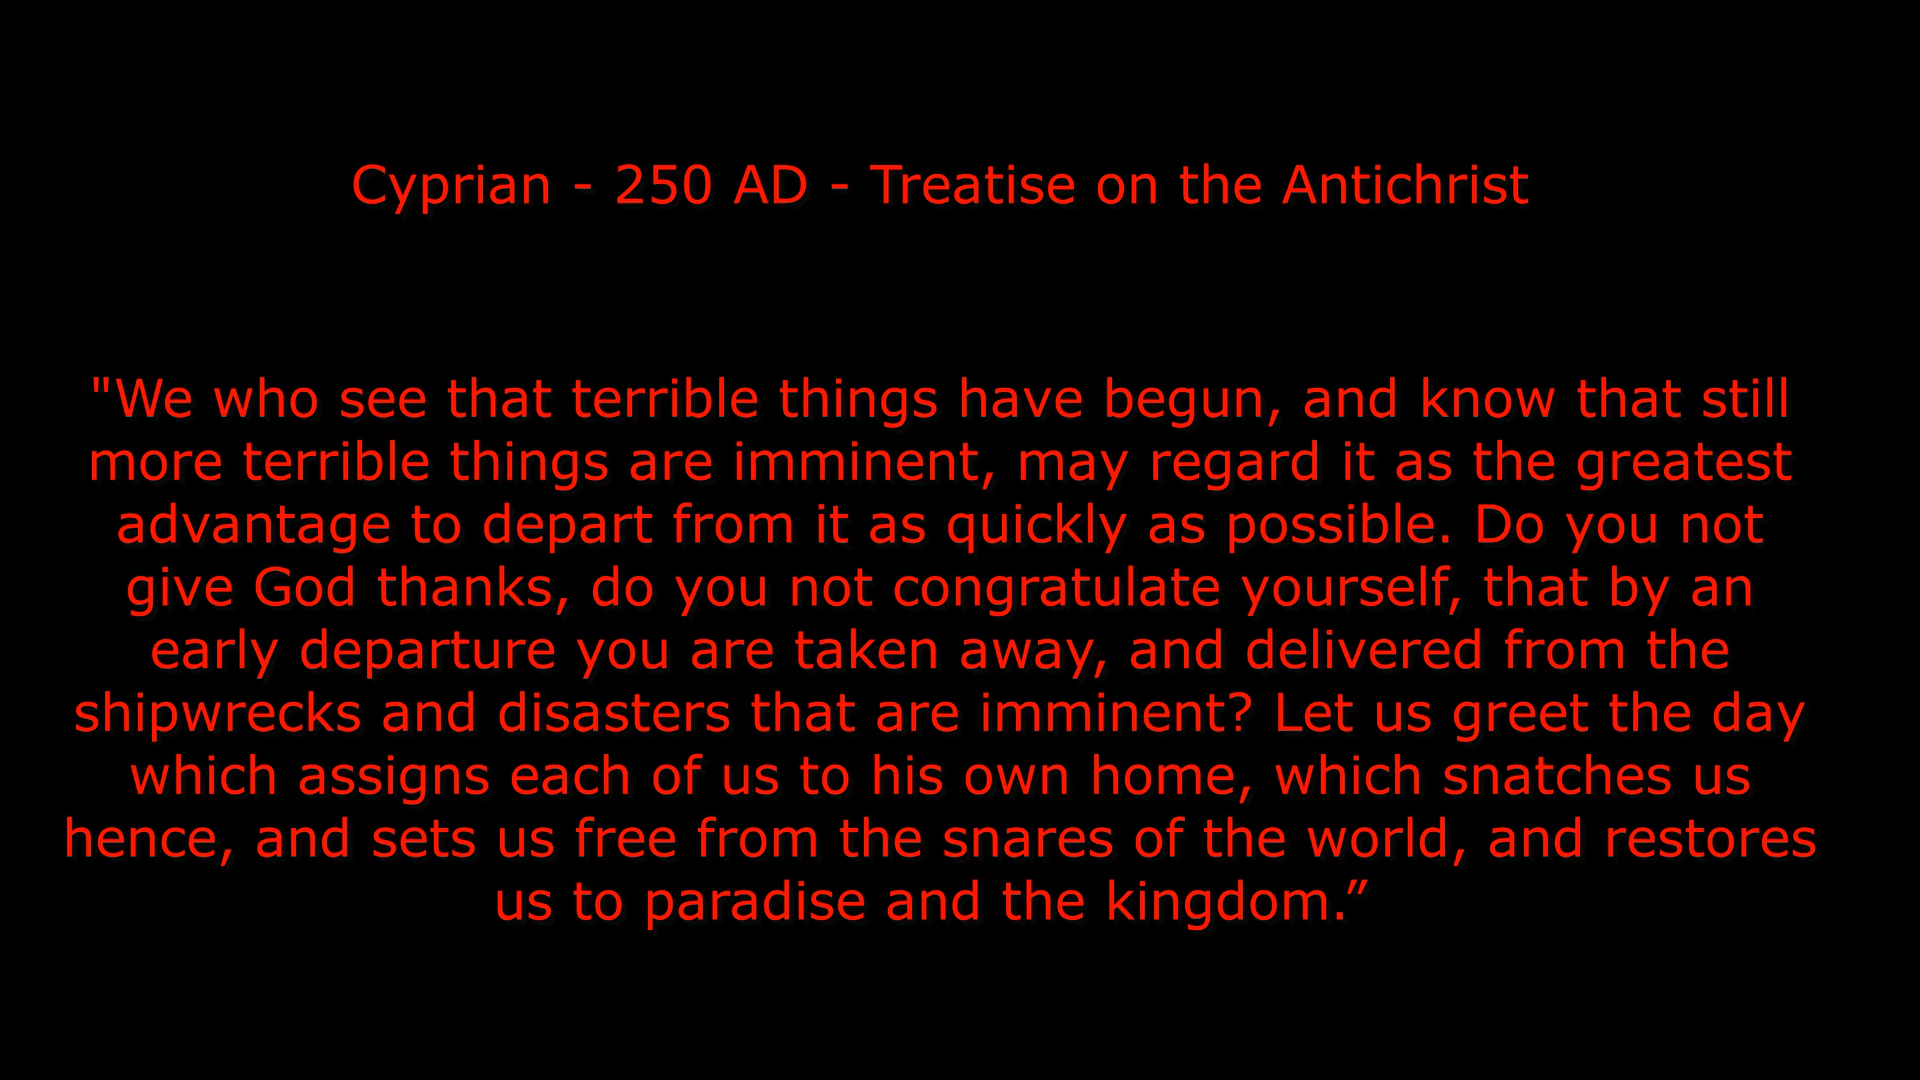 Cyprian - 250 AD - Treatise on the Antichrist
"We who see that terrible things have begun, and know that still
more terrible things are imminent, may regard it as the greatest
advantage to depart from it as quickly as possible. Do you not
give God thanks, do you not congratulate yourself, that by an
early departure you are taken away, and delivered from the
shipwrecks and disasters that are imminent? Let us greet the day
which assigns each of us to his own home, which snatches us
hence, and sets us free from the snares of the world, and restores
us to paradise and the kingdom.”